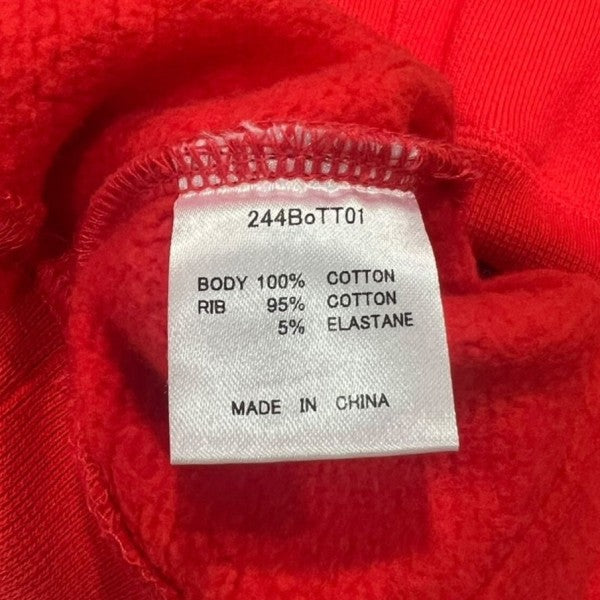 244BoTT01
BODY 100% COTTON
RIB 95% COTTON
5% ELASTANE
MADE IN CHINA